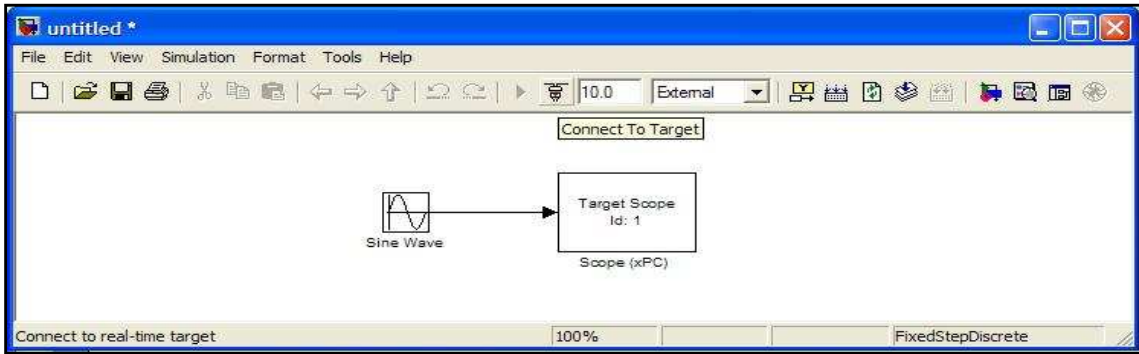 untitled *
File Edit View Simulation Format Tools Help
10.0 External
Connect To Target
Target Scope
Id: 1
Sine Wave
Scope (xPC)
Connect to real-time target 100% FixedStepDiscrete